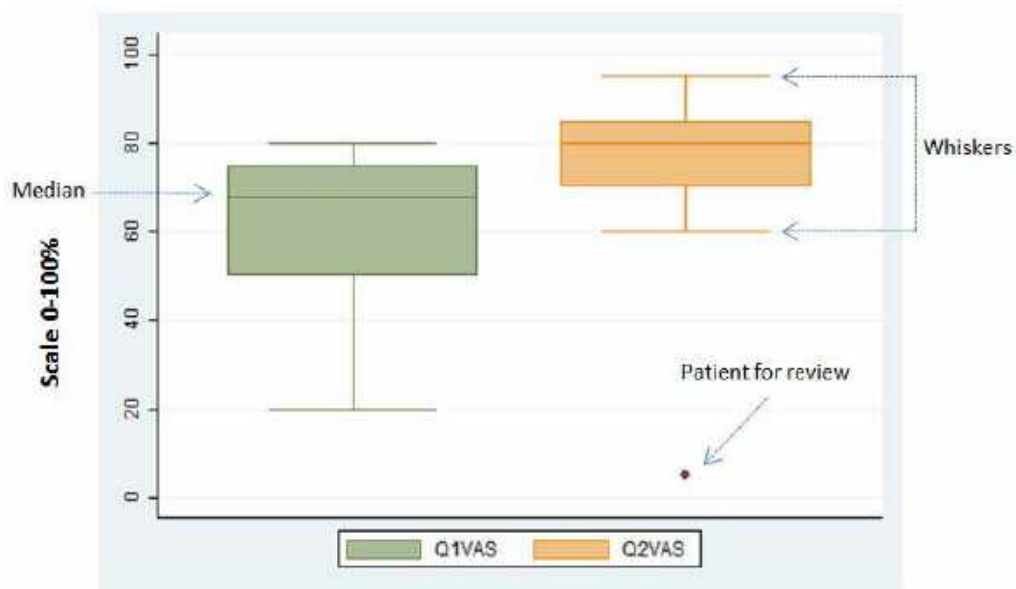 100
80
60
40
20
0
Scale 0-100%
Median
Whiskers
Patient for review
Q1VAS
Q2VAS